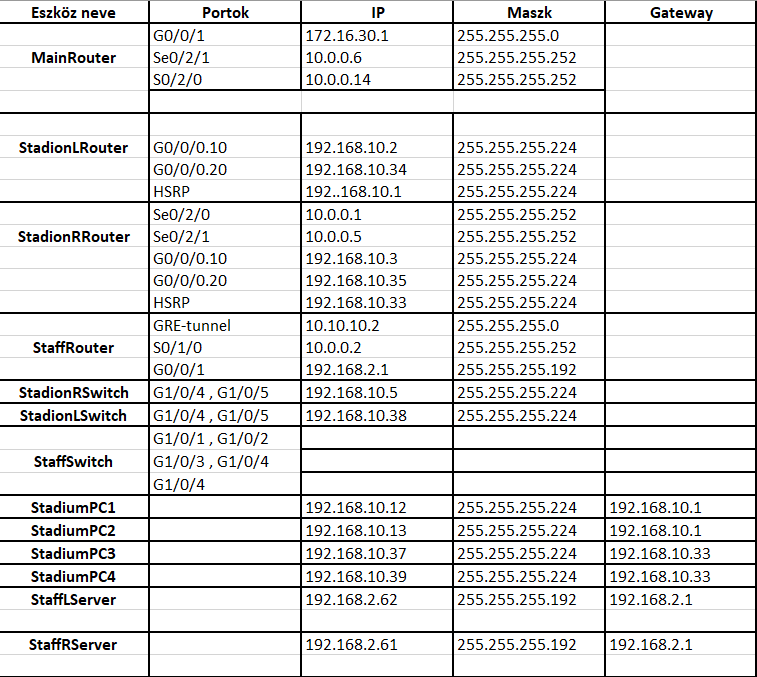 Eszköz neve Portok IP Maszk Gateway
G0/0/1 172.16.30.1 255.255.255.0
MainRouter Se0/2/1 10.0.0.6 255.255.255.252
S0/2/0 10.0.0.14 255.255.255.252
StadionLRouter G0/0/0.10 192.168.10.2 255.255.255.224
G0/0/0.20 192.168.10.34 255.255.255.224
HSRP 192..168.10.1 255.255.255.224
Se0/2/0 10.0.0.1 255.255.255.252
StadionRRouter Se0/2/1 10.0.0.5 255.255.255.252
G0/0/0.10 192.168.10.3 255.255.255.224
G0/0/0.20 192.168.10.35 255.255.255.224
HSRP 192.168.10.33 255.255.255.224
GRE-tunnel 10.10.10.2 255.255.255.0
StaffRouter S0/1/0 10.0.0.2 255.255.255.252
G0/0/1 192.168.2.1 255.255.255.192
StadionRSwitch G1/0/4 , G1/0/5 192.168.10.5 255.255.255.224
StadionLSwitch G1/0/4 , G1/0/5 192.168.10.38 255.255.255.224
G1/0/1 , G1/0/2
StaffSwitch G1/0/3 , G1/0/4
G1/0/4
StadiumPC1 192.168.10.12 255.255.255.224 192.168.10.1
StadiumPC2 192.168.10.13 255.255.255.224 192.168.10.1
StadiumPC3 192.168.10.37 255.255.255.224 192.168.10.33
StadiumPC4 192.168.10.39 255.255.255.224 192.168.10.33
StaffLServer 192.168.2.62 255.255.255.192 192.168.2.1
StaffRServer 192.168.2.61 255.255.255.192 192.168.2.1